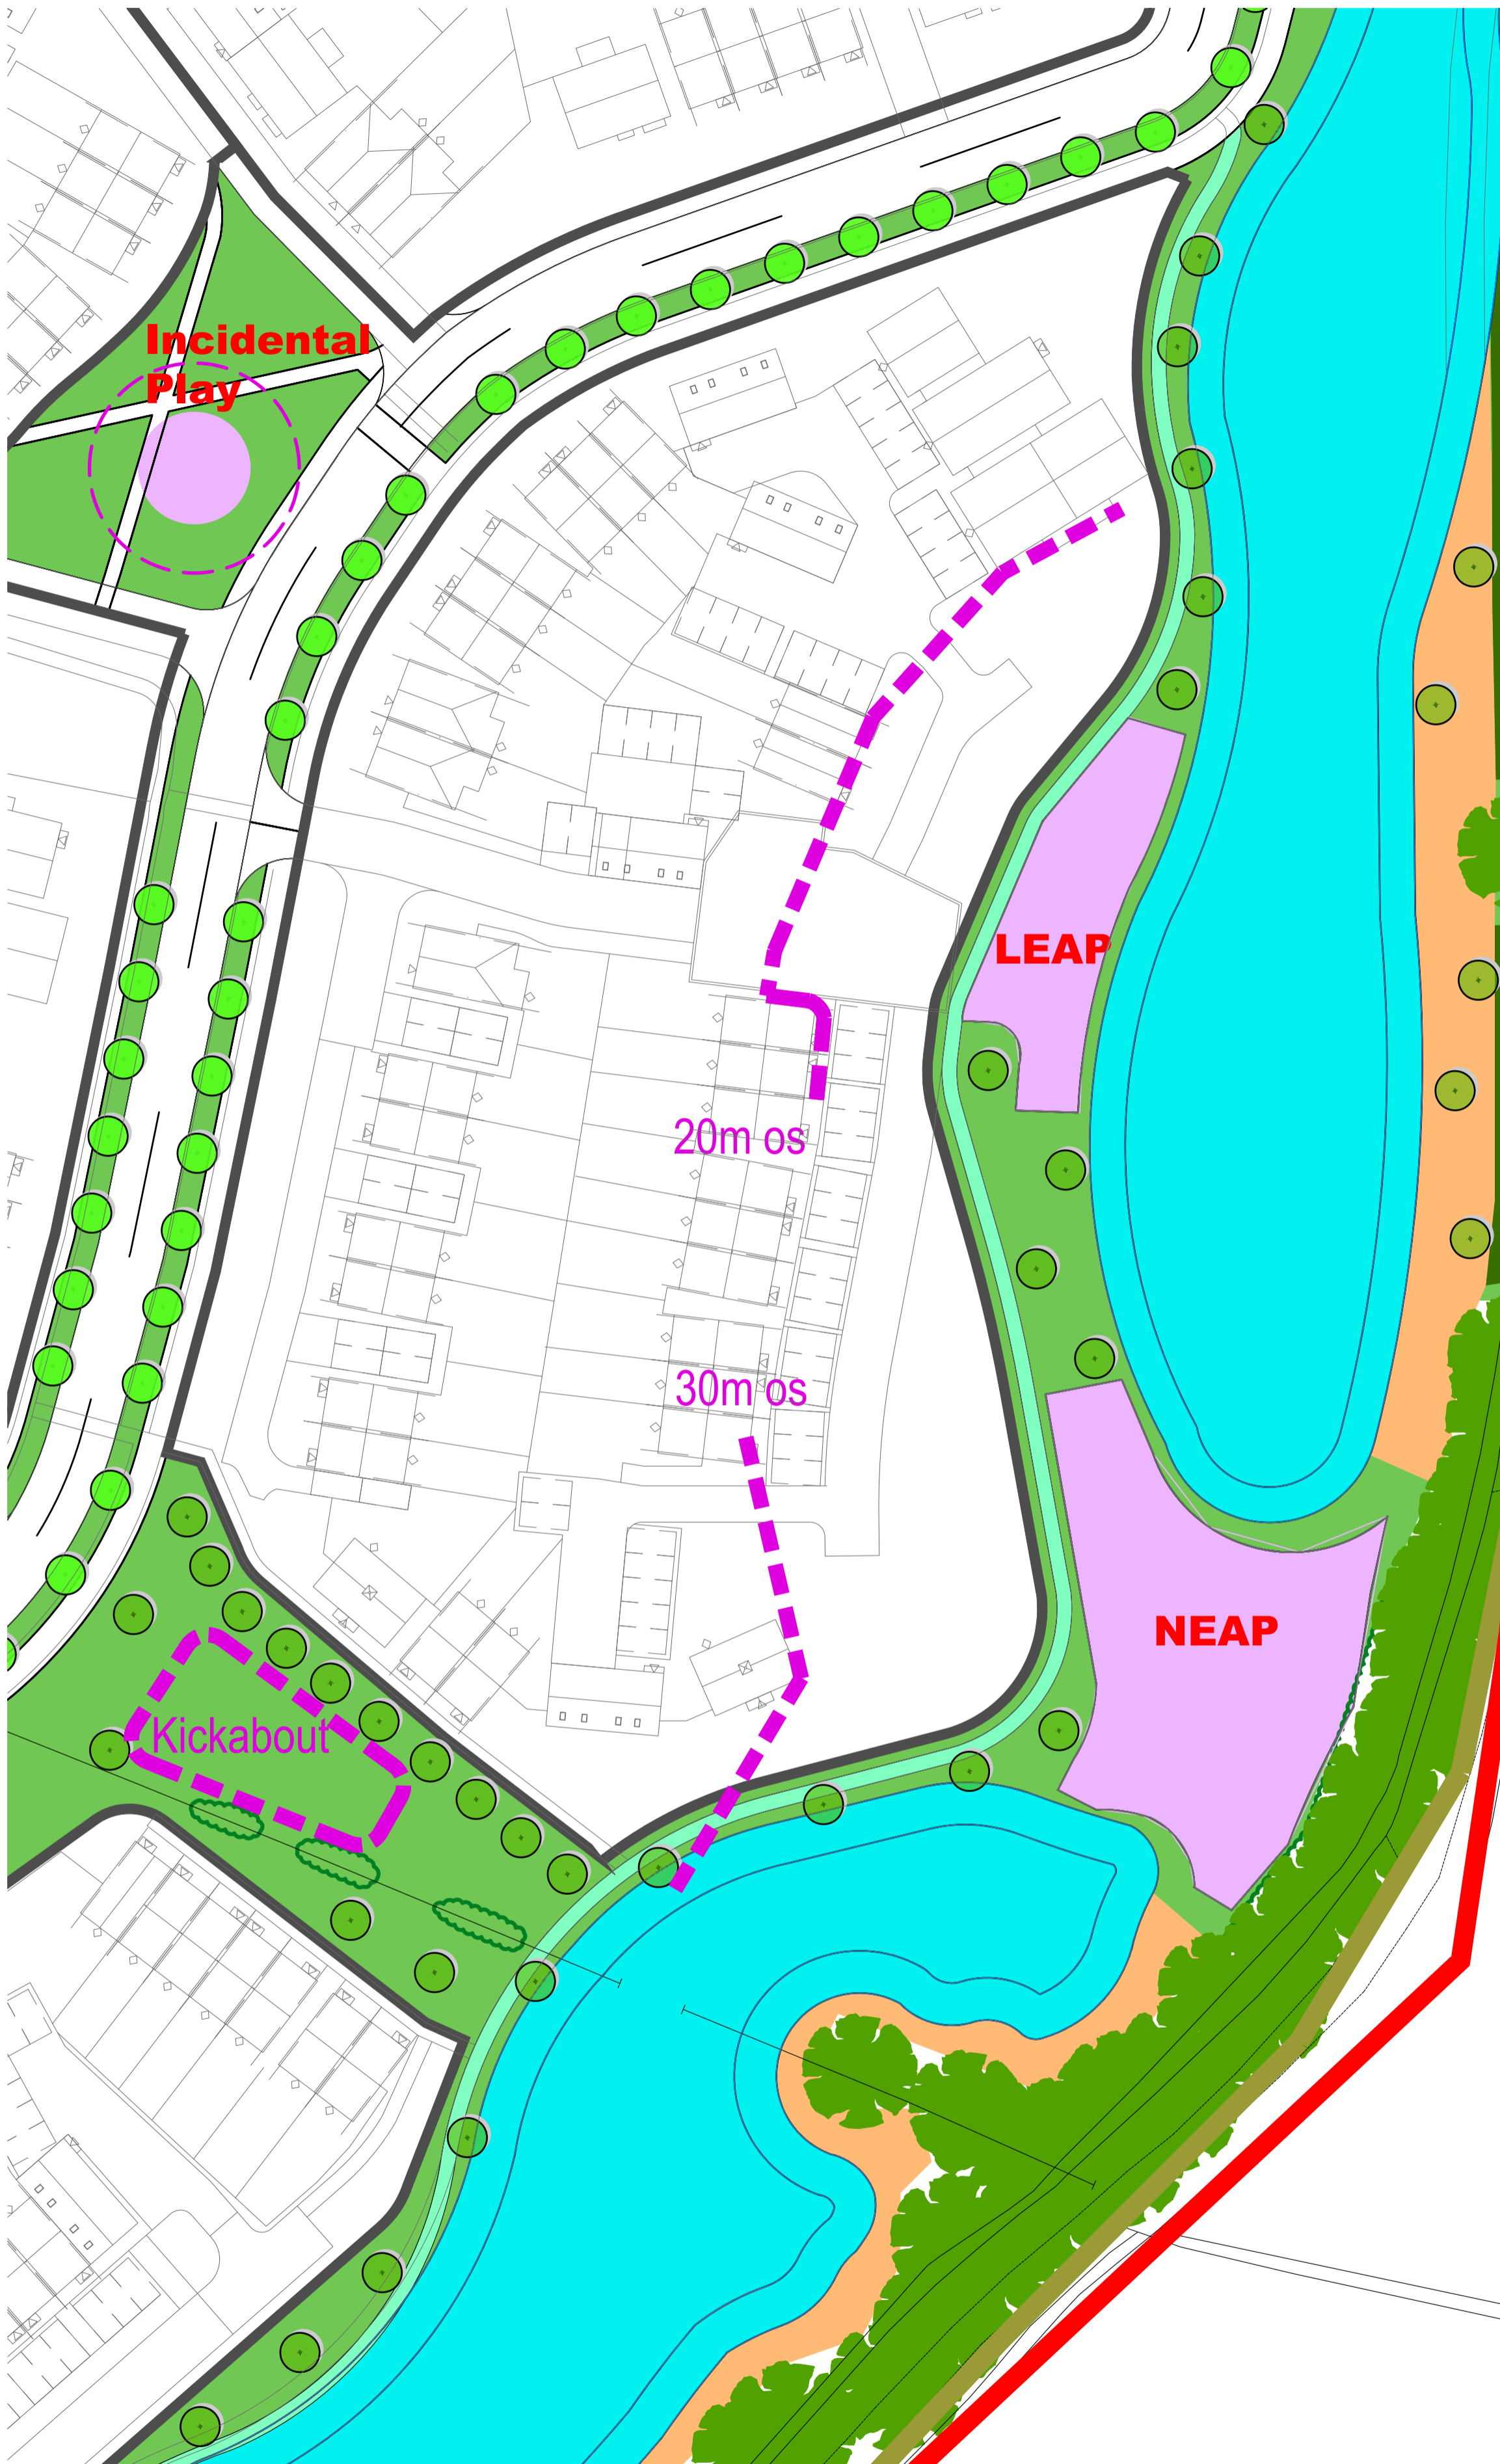 Incidental
Play
LEAP
20m os
30m os
NEAP
Kickabout